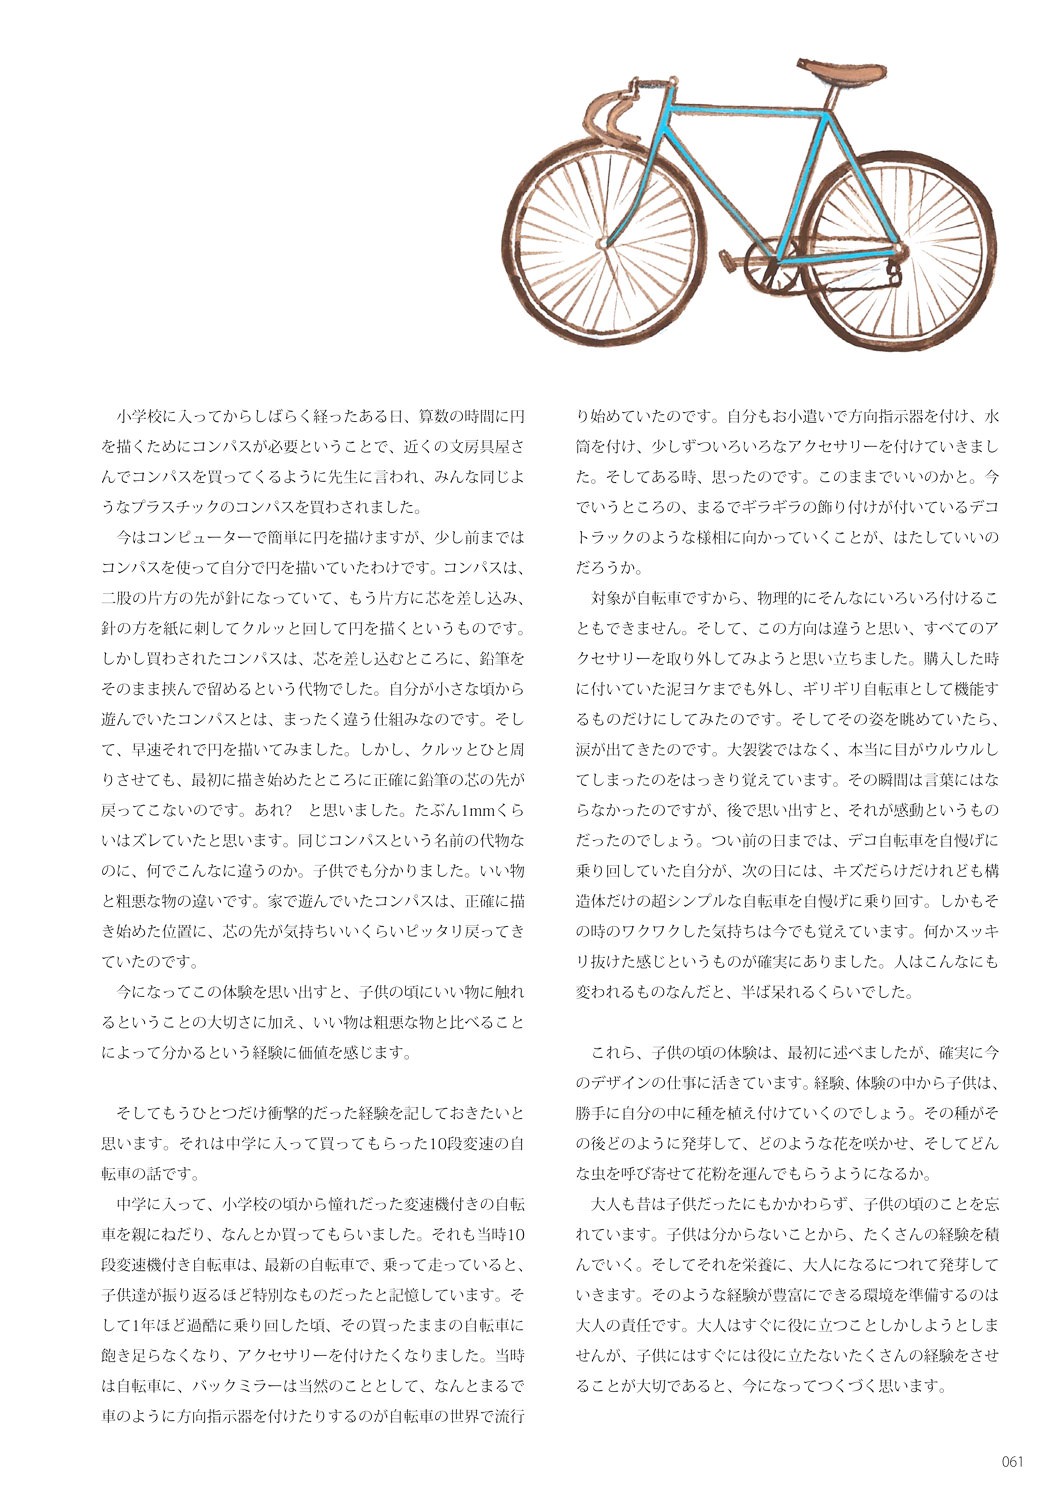 小学校に入ってからしばらく経ったある日、算数の時間に円
を描くためにコンパスが必要ということで、近くの文房具屋さ
んでコンパスを買ってくるように先生に言われ、みんな同じよ
うなプラスチックのコンパスを買わされました。
　今はコンピューターで簡単に円を描けますが、少し前までは
コンパスを使って自分で円を描いていたわけです。コンパスは、
二股の片方の先が針になっていて、もう片方に芯を差し込み、
針の方を紙に刺してクルッと回して円を描くというものです。
しかし買わされたコンパスは、芯を差し込むところに、鉛筆を
そのまま挟んで留めるという代物でした。自分が小さな頃から
遊んでいたコンパスとは、まったく違う仕組みなのです。そし
て、早速それで円を描いてみました。しかし、クルッとひと周
りさせても、最初に描き始めたところに正確に鉛筆の芯の先が
戻ってこないのです。あれ?　と思いました。たぶん1mmくら
いはズレていたと思います。同じコンパスという名前の代物な
のに、何でこんなに違うのか。子供でも分かりました。いい物
と粗悪な物の違いです。家で遊んでいたコンパスは、正確に描
き始めた位置に、芯の先が気持ちいいくらいピッタリ戻ってき
ていたのです。
　今になってこの体験を思い出すと、子供の頃にいい物に触れ
るということの大切さに加え、いい物は粗悪な物と比べること
によって分かるという経験に価値を感じます。
　そしてもうひとつだけ衝撃的だった経験を記しておきたいと
思います。それは中学に入って買ってもらった10段変速の自
転車の話です。
　中学に入って、小学校の頃から憧れだった変速機付きの自転
車を親にねだり、なんとか買ってもらいました。それも当時10
段変速機付き自転車は、最新の自転車で、乗って走っていると、
子供達が振り返るほど特別なものだったと記憶しています。そ
して1年ほど過酷に乗り回した頃、その買ったままの自転車に
飽き足らなくなり、アクセサリーを付けたくなりました。当時
は自転車に、バックミラーは当然のこととして、なんとまるで
車のように方向指示器を付けたりするのが自転車の世界で流行
り始めていたのです。自分もお小遣いで方向指示器を付け、水
筒を付け、少しずついろいろなアクセサリーを付けていきまし
た。そしてある時、思ったのです。このままでいいのかと。今
でいうところの、まるでギラギラの飾り付けが付いているデコ
トラックのような様相に向かっていくことが、はたしていいの
だろうか。
　対象が自転車ですから、物理的にそんなにいろいろ付けるこ
ともできません。そして、この方向は違うと思い、すべてのア
クセサリーを取り外してみようと思い立ちました。購入した時
に付いていた泥ヨケまでも外し、ギリギリ自転車として機能す
るものだけにしてみたのです。そしてその姿を眺めていたら、
涙が出てきたのです。大袈裟ではなく、本当に目がウルウルし
てしまったのをはっきり覚えています。その瞬間は言葉にはな
らなかったのですが、後で思い出すと、それが感動というもの
だったのでしょう。つい前の日までは、デコ自転車を自慢げに
乗り回していた自分が、次の日には、キズだらけだけれども構
造体だけの超シンプルな自転車を自慢げに乗り回す。しかもそ
の時のワクワクした気持ちは今でも覚えています。何かスッキ
リ抜けた感じというものが確実にありました。人はこんなにも
変われるものなんだと、半ば呆れるくらいでした。
　これら、子供の頃の体験は、最初に述べましたが、確実に今
のデザインの仕事に活きています。経験、体験の中から子供は、
勝手に自分の中に種を植え付けていくのでしょう。その種がそ
の後どのように発芽して、どのような花を咲かせ、そしてどん
な虫を呼び寄せて花粉を運んでもらうようになるか。
　大人も昔は子供だったにもかかわらず、子供の頃のことを忘
れています。子供は分からないことから、たくさんの経験を積
んでいく。そしてそれを栄養に、大人になるにつれて発芽して
いきます。そのような経験が豊富にできる環境を準備するのは
大人の責任です。大人はすぐに役に立つことしかしようとしま
せんが、子供にはすぐには役に立たないたくさんの経験をさせ
ることが大切であると、今になってつくづく思います。
061